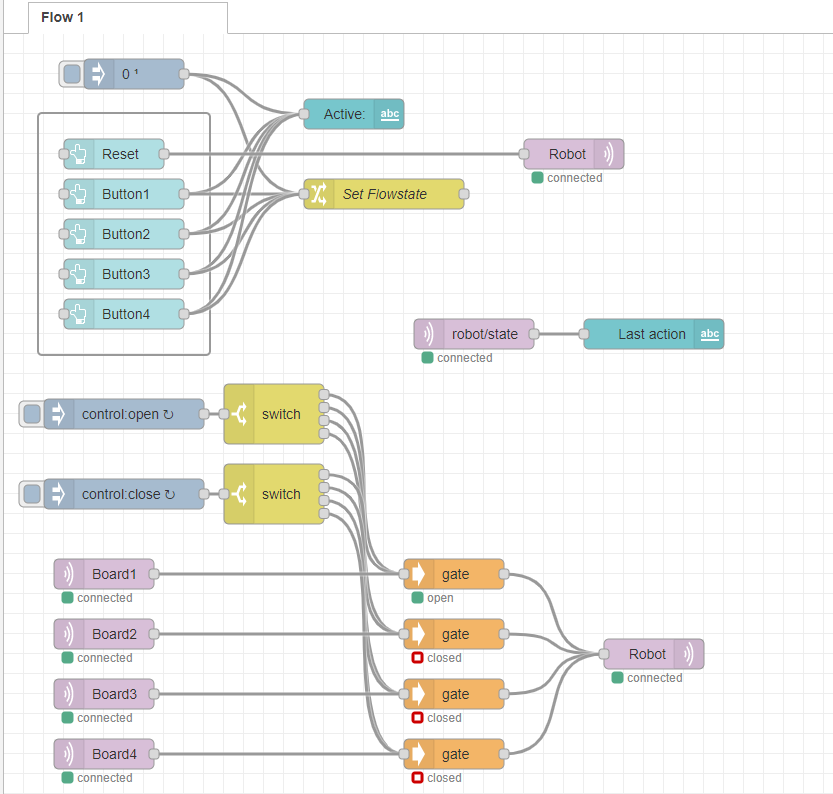 Flow 1
0 ¹
Active:
abc
Reset
Robot
connected
Button1
Set Flowstate
Button2
Button3
Button4
robot/state
connected
Last action
abc
control:open ↻
switch
control:close ↻
switch
Board1
connected
gate
open
Board2
connected
gate
closed
Robot
connected
Board3
connected
gate
closed
Board4
connected
gate
closed